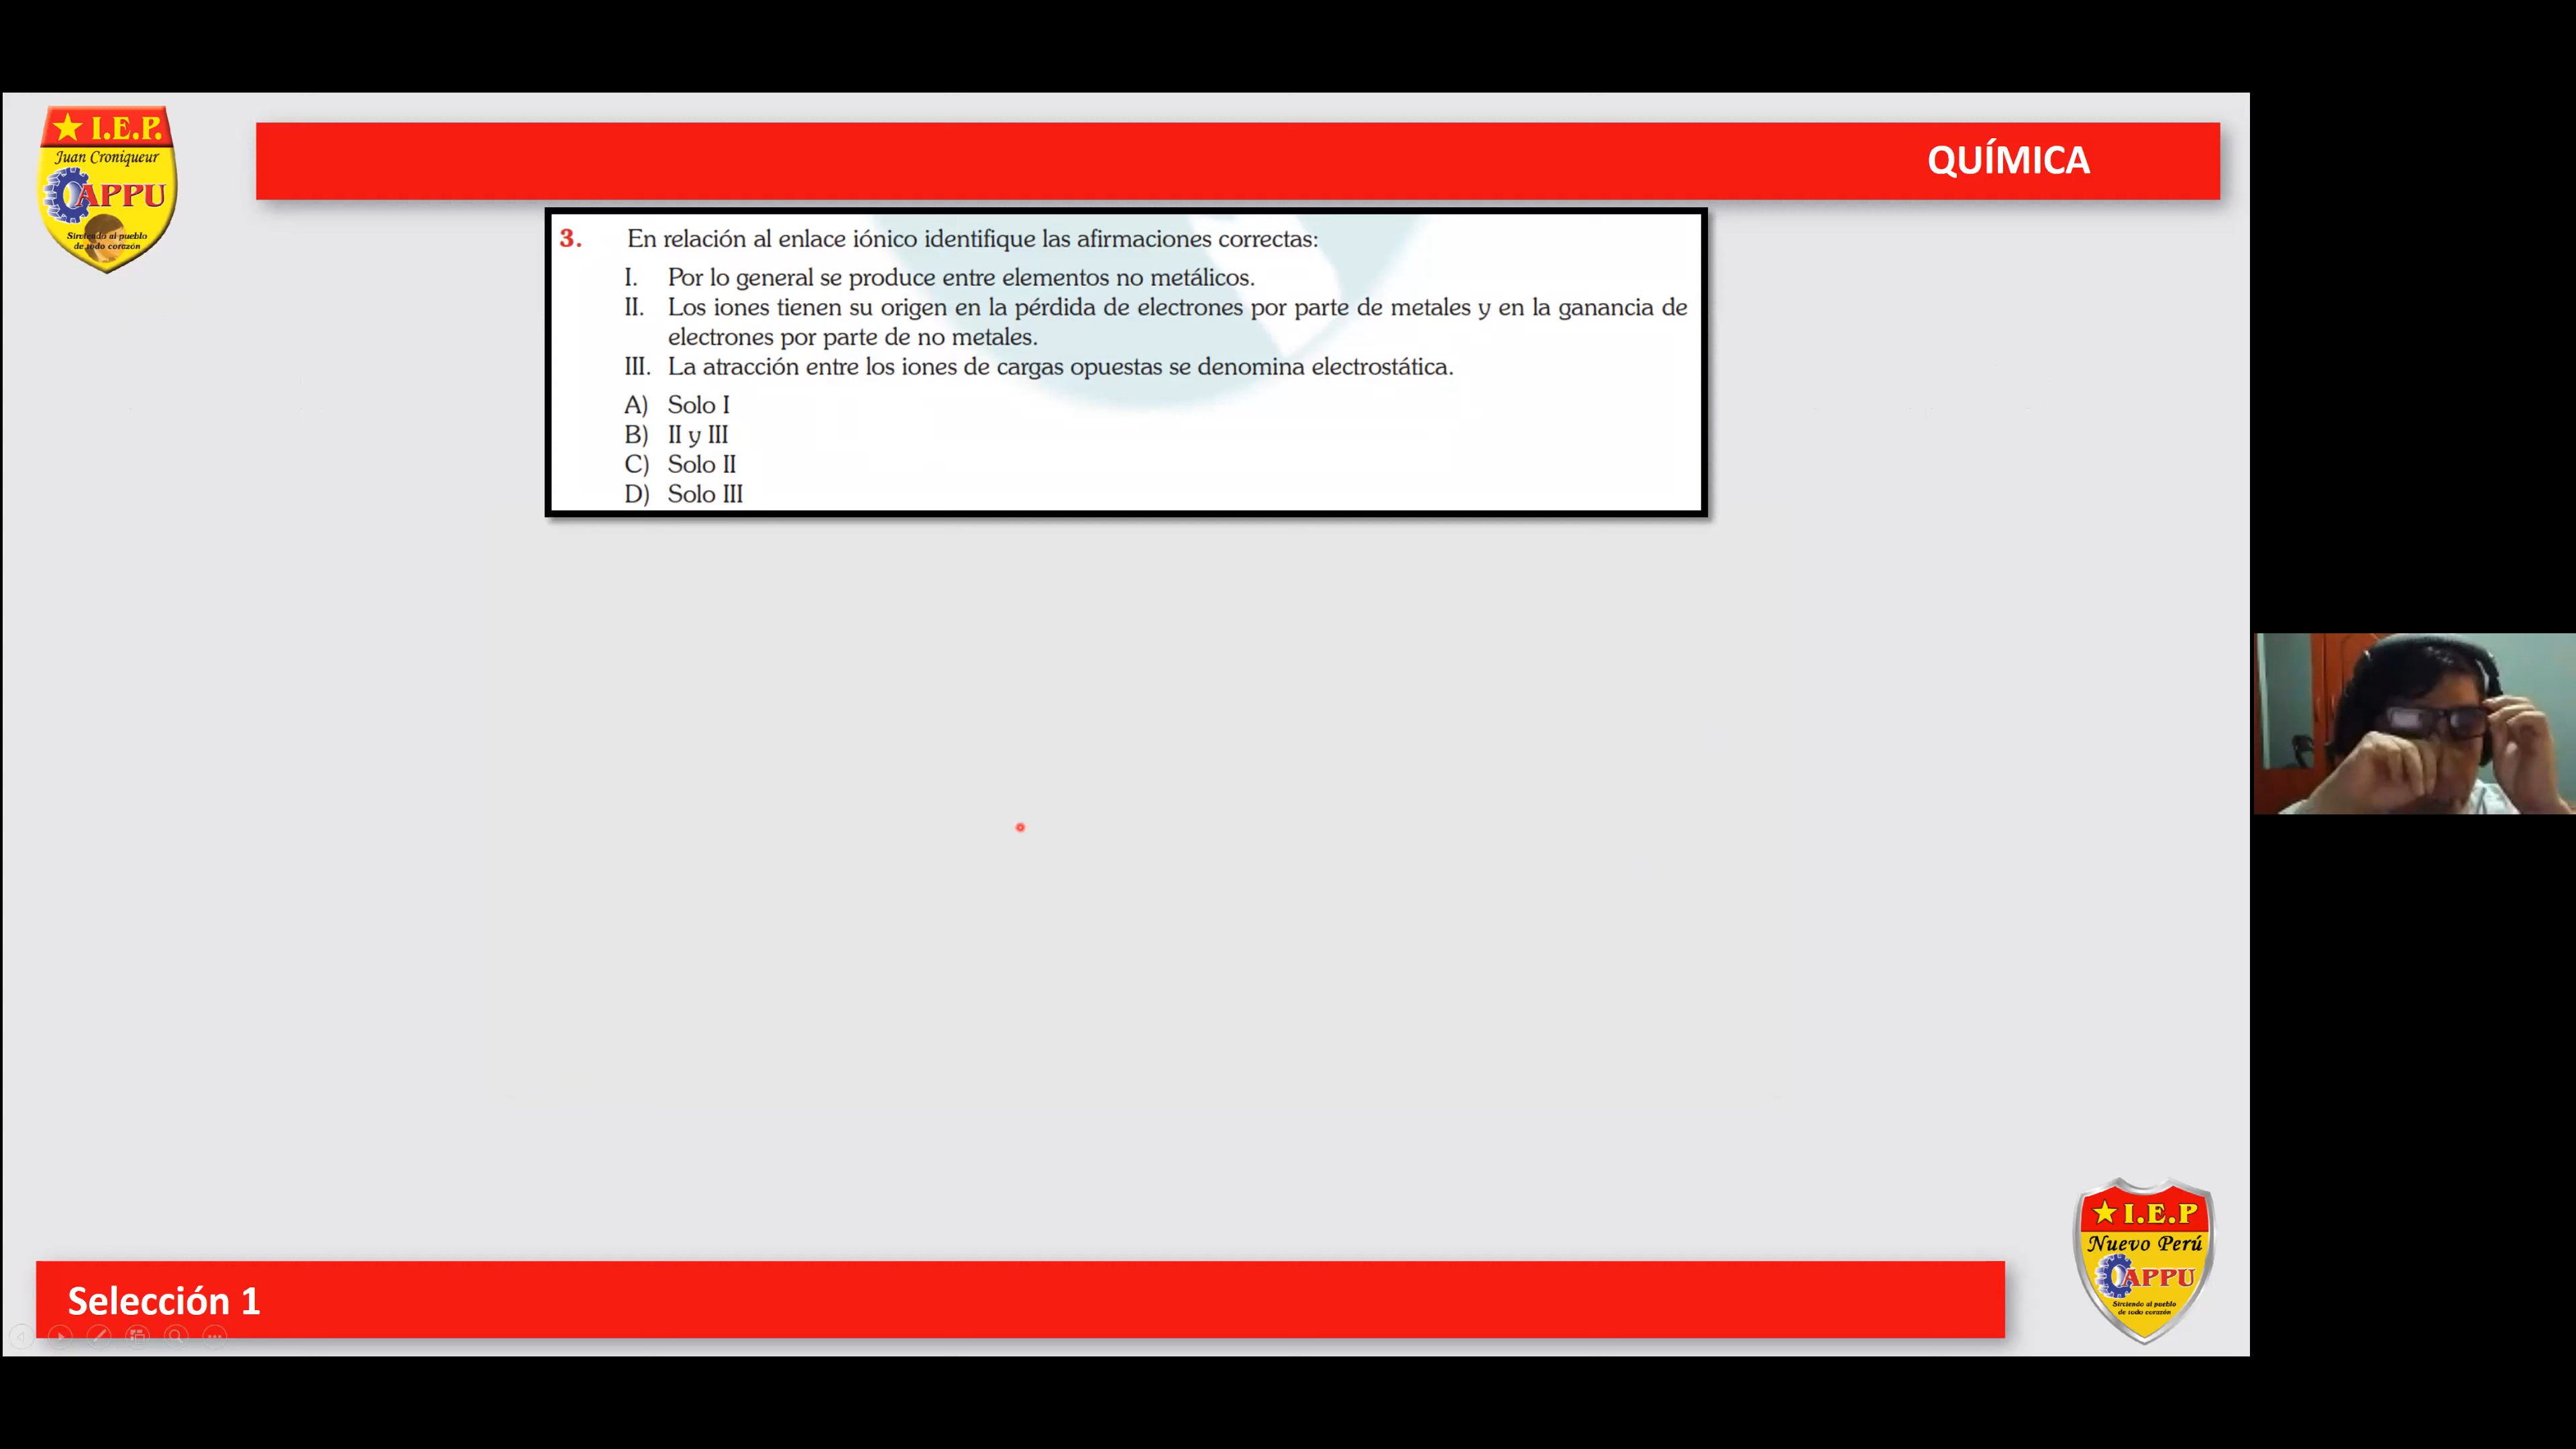 I.E.P.
Juan Croniqueur
CAPPU
Sirviendo al pueblo
de todo corazón
QUÍMICA
3. En relación al enlace iónico identifique las afirmaciones correctas:
I. Por lo general se produce entre elementos no metálicos.
II. Los iones tienen su origen en la pérdida de electrones por parte de metales y en la ganancia de
electrones por parte de no metales.
III. La atracción entre los iones de cargas opuestas se denomina electrostática.
A) Solo I
B) II y III
C) Solo II
D) Solo III
Selección 1
I.E.P
Nuevo Perú
CAPPU
Sirviendo al pueblo
de todo corazón